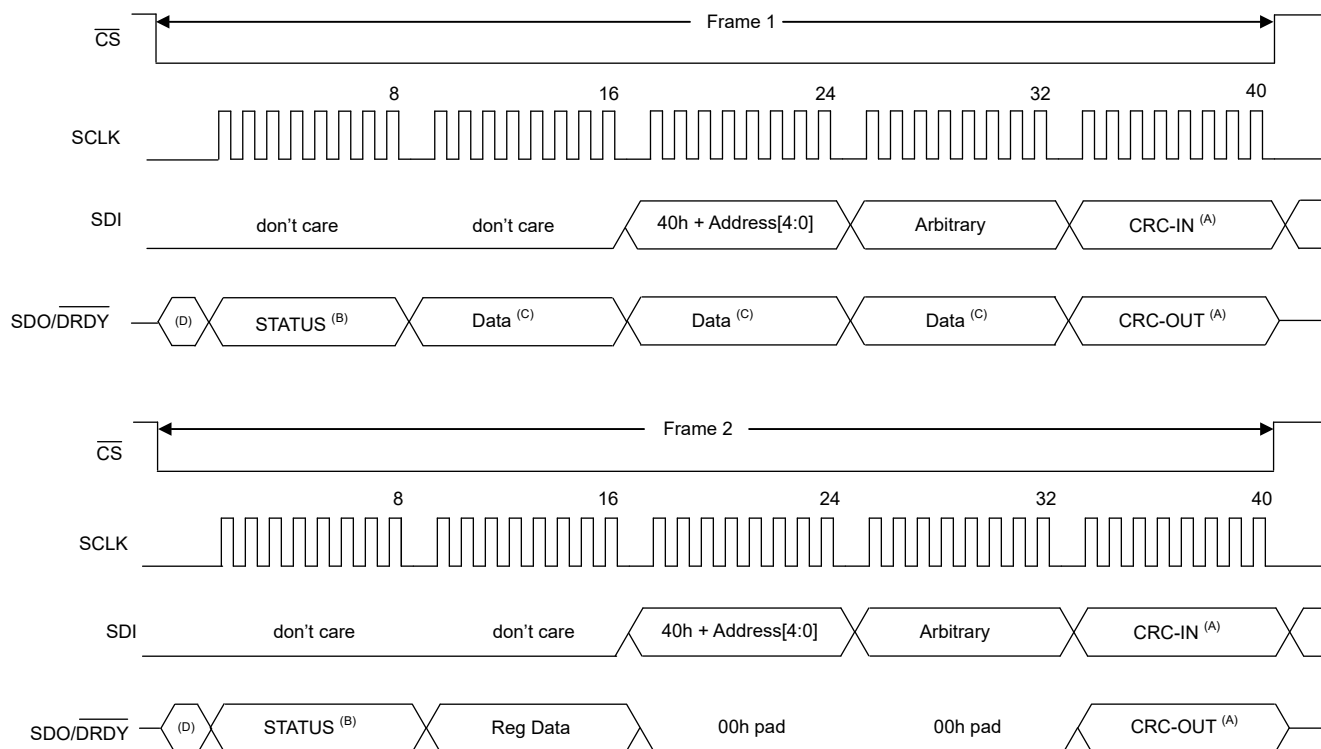 Frame 1
CS
8 16 24 32 40
SCLK
SDI don't care don't care 40h + Address[4:0] Arbitrary CRC-IN (A)
SDO/DRDY (D) STATUS (B) Data (C) Data (C) Data (C) CRC-OUT (A)
Frame 2
CS
8 16 24 32 40
SCLK
SDI don't care don't care 40h + Address[4:0] Arbitrary CRC-IN (A)
SDO/DRDY (D) STATUS (B) Reg Data 00h pad 00h pad CRC-OUT (A)